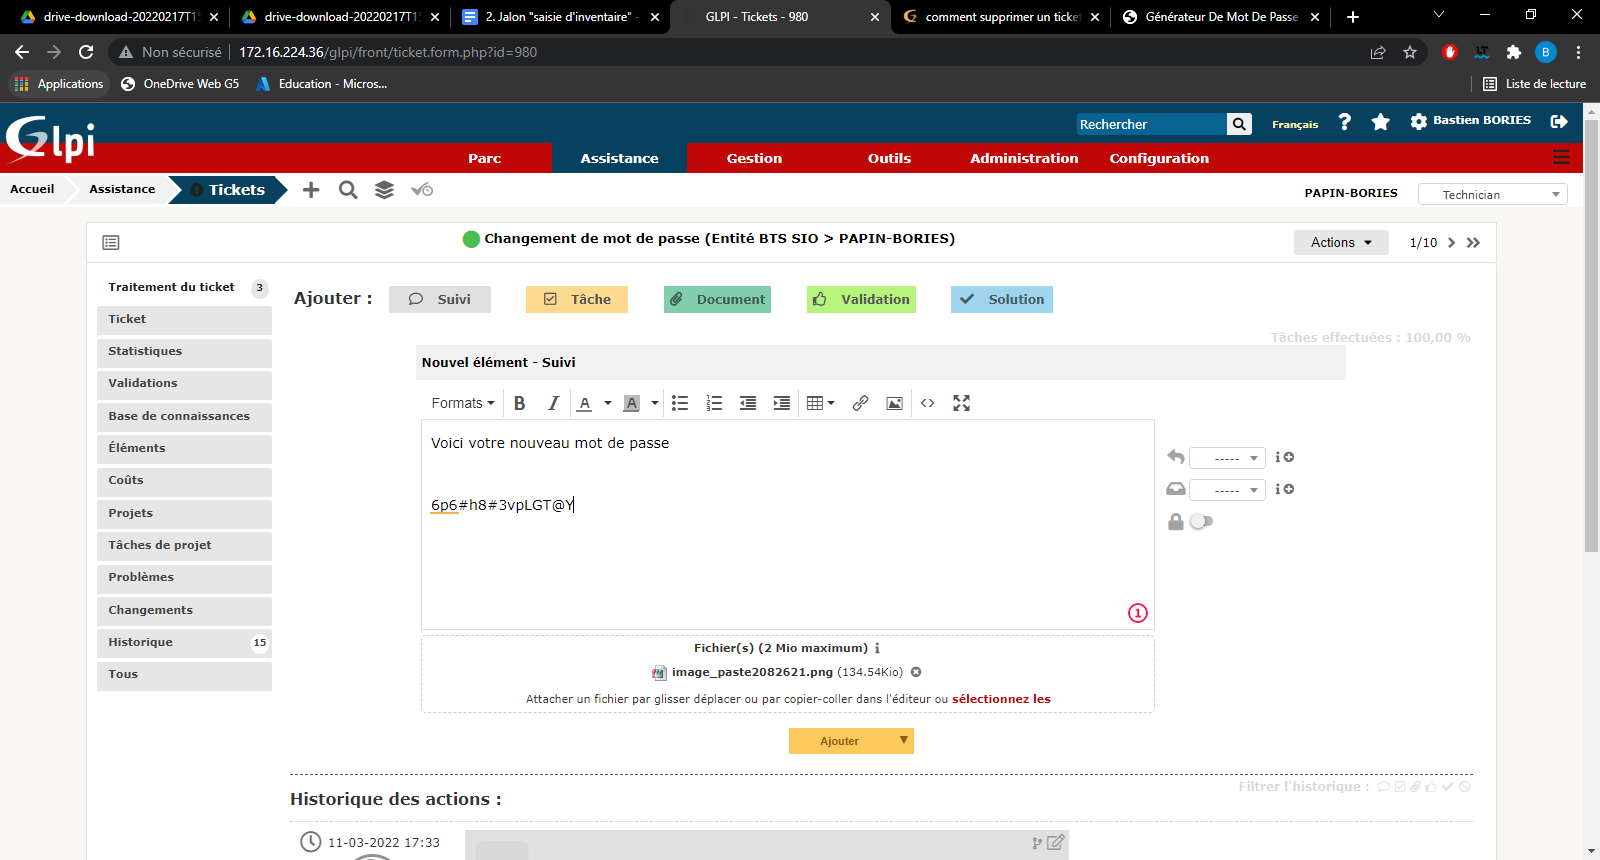 drive-download-20220217T15
drive-download-20220217T15
2. Jalon "saisie d'inventaire" -
GLPI - Tickets - 980
comment supprimer un ticket
Générateur De Mot De Passe
Non sécurisé
172.16.224.36/glpi/front/ticket.form.php?id=980
B
Applications
OneDrive Web G5
Education - Micros...
Liste de lecture
Glpi
Rechercher
Français
Bastien BORIES
Parc
Assistance
Gestion
Outils
Administration
Configuration
Accueil
Assistance
Tickets
PAPIN-BORIES
Technician
Changement de mot de passe (Entité BTS SIO > PAPIN-BORIES)
Actions
1/10
Traitement du ticket 3
Ticket
Statistiques
Validations
Base de connaissances
Éléments
Coûts
Projets
Tâches de projet
Problèmes
Changements
Historique 15
Tous
Ajouter :
Suivi
Tâche
Document
Validation
Solution
Tâches effectuées : 100,00 %
Nouvel élément - Suivi
Formats
B
I
A
A
Voici votre nouveau mot de passe
6p6#h8#3vpLGT@Y
-----
-----
1
Fichier(s) (2 Mio maximum)
image_paste2082621.png (134.54Kio)
Attacher un fichier par glisser déplacer ou par copier-coller dans l'éditeur ou sélectionnez les
Ajouter
Filtrer l'historique :
Historique des actions :
11-03-2022 17:33